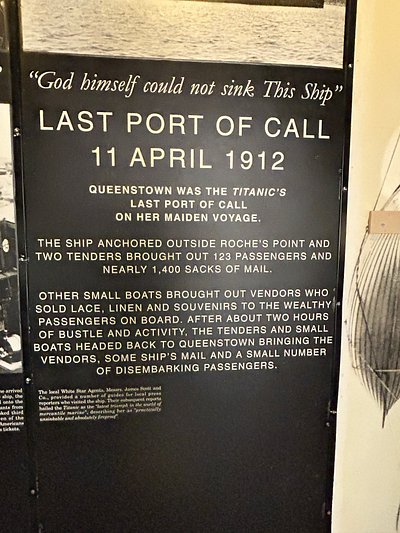 “God himself could not sink This Ship”
LAST PORT OF CALL
11 APRIL 1912
QUEENSTOWN WAS THE TITANIC'S
LAST PORT OF CALL
ON HER MAIDEN VOYAGE.
THE SHIP ANCHORED OUTSIDE ROCHE'S POINT AND
TWO TENDERS BROUGHT OUT 123 PASSENGERS AND
NEARLY 1,400 SACKS OF MAIL.
OTHER SMALL BOATS BROUGHT OUT VENDORS WHO
SOLD LACE, LINEN AND SOUVENIRS TO THE WEALTHY
PASSENGERS ON BOARD. AFTER ABOUT TWO HOURS
OF BUSTLE AND ACTIVITY, THE TENDERS AND SMALL
BOATS HEADED BACK TO QUEENSTOWN BRINGING THE
VENDORS, SOME SHIP'S MAIL AND A SMALL NUMBER
OF DISEMBARKING PASSENGERS.
The local White Star Agents, Messrs. James Scott and
Co., provided a number of guides for local press
reporters who visited the ship. Their subsequent reports
hailed the Titanic as the "latest triumph in the world of
mercantile marine", describing her as "practically
unsinkable and absolutely fireproof".